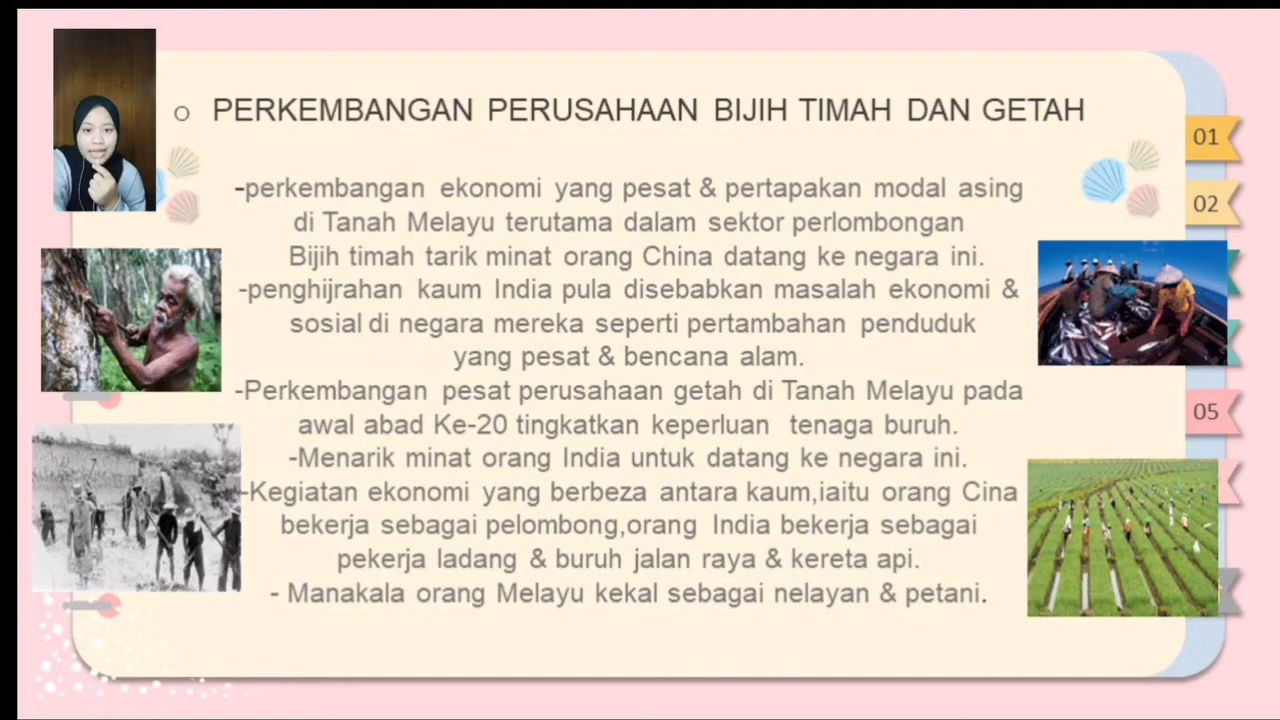 ○ PERKEMBANGAN PERUSAHAAN BIJIH TIMAH DAN GETAH
-perkembangan ekonomi yang pesat & pertapakan modal asing
di Tanah Melayu terutama dalam sektor perlombongan
Bijih timah tarik minat orang China datang ke negara ini.
-penghijrahan kaum India pula disebabkan masalah ekonomi &
sosial di negara mereka seperti pertambahan penduduk
yang pesat & bencana alam.
-Perkembangan pesat perusahaan getah di Tanah Melayu pada
awal abad Ke-20 tingkatkan keperluan tenaga buruh.
-Menarik minat orang India untuk datang ke negara ini.
-Kegiatan ekonomi yang berbeza antara kaum,iaitu orang Cina
bekerja sebagai pelombong,orang India bekerja sebagai
pekerja ladang & buruh jalan raya & kereta api.
- Manakala orang Melayu kekal sebagai nelayan & petani.
01
02
05